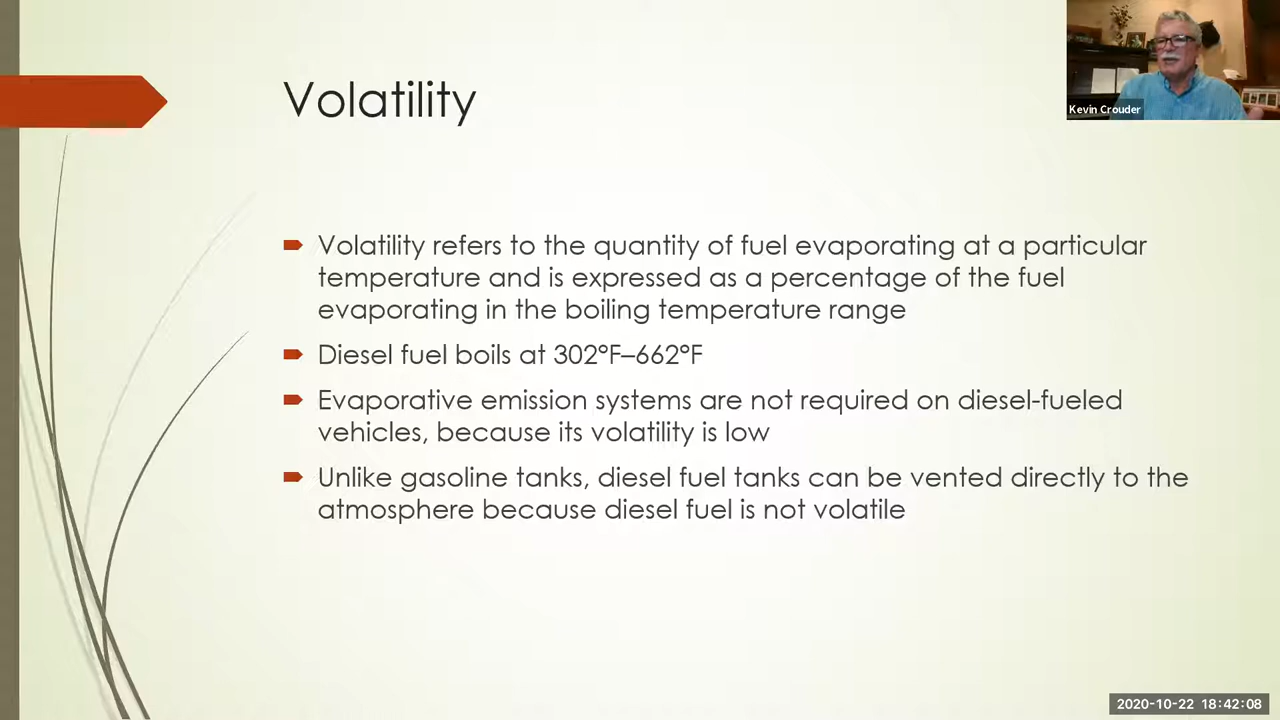 Volatility
Kevin Crouder
Volatility refers to the quantity of fuel evaporating at a particular
temperature and is expressed as a percentage of the fuel
evaporating in the boiling temperature range
Diesel fuel boils at 302°F–662°F
Evaporative emission systems are not required on diesel-fueled
vehicles, because its volatility is low
Unlike gasoline tanks, diesel fuel tanks can be vented directly to the
atmosphere because diesel fuel is not volatile
2020-10-22 18:42:08